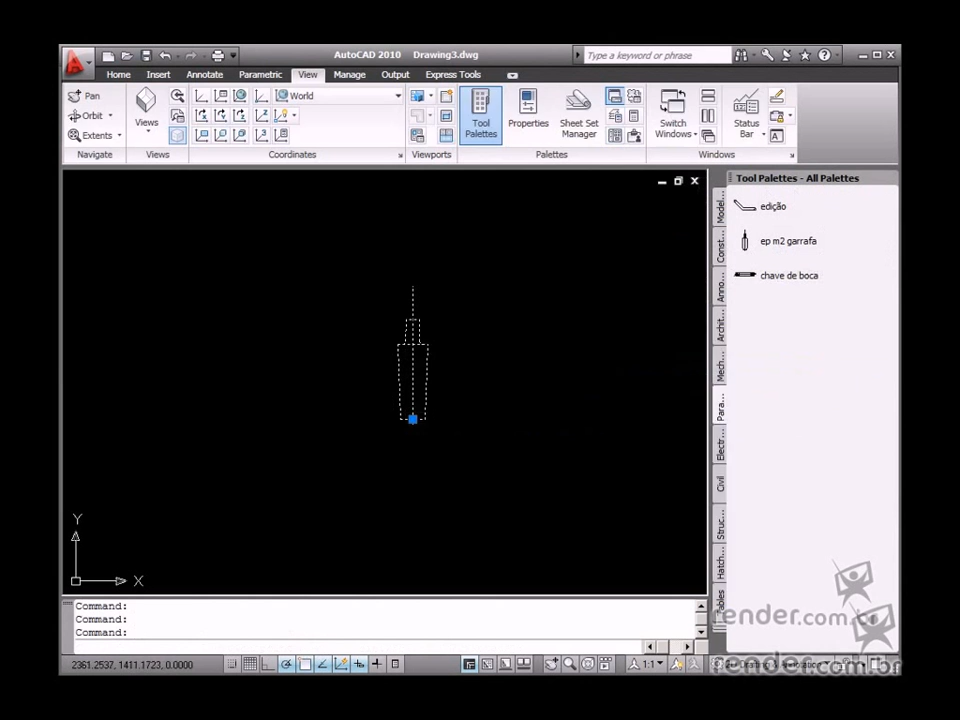 AutoCAD 2010 Drawing3.dwg
Type a keyword or phrase
Home Insert Annotate Parametric View Manage Output Express Tools
Pan
Orbit
Extents
Views
World
Tool
Palettes
Properties
Sheet Set
Manager
Switch
Windows
Status
Bar
Navigate Views Coordinates Viewports Palettes Windows
Tool Palettes - All Palettes
edição
ep m2 garrafa
chave de boca
Model...
Const...
Anno...
Archit...
Mech...
Para...
Electr...
Civil
Struc...
Hatch...
Tables
Y
X
Command:
Command:
Command:
render.com.br
2361.2537, 1411.1723, 0.0000
1:1
render.com.br